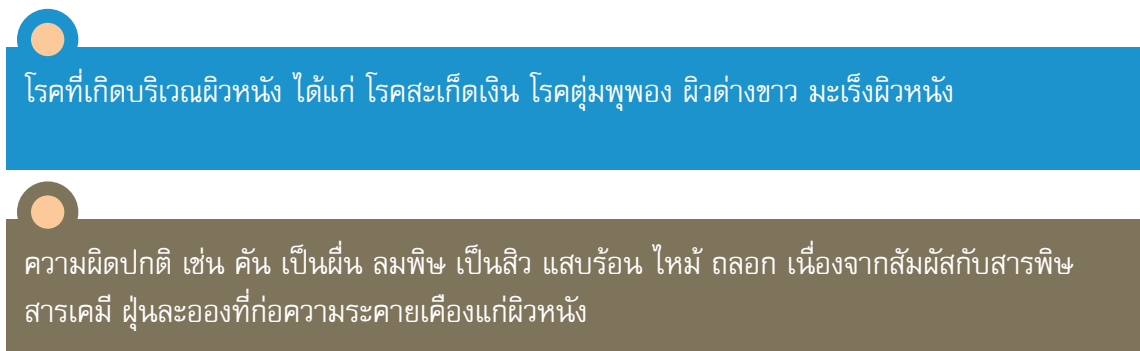 โรคที่เกิดบริเวณผิวหนัง ได้แก่ โรคสะเก็ดเงิน โรคตุ่มพุพอง ผิวด่างขาว มะเร็งผิวหนัง
ความผิดปกติ เช่น คัน เป็นผื่น ลมพิษ เป็นสิว แสบร้อน ไหม้ ถลอก เนื่องจากสัมผัสกับสารพิษ
สารเคมี ฝุ่นละอองที่ก่อความระคายเคืองแก่ผิวหนัง